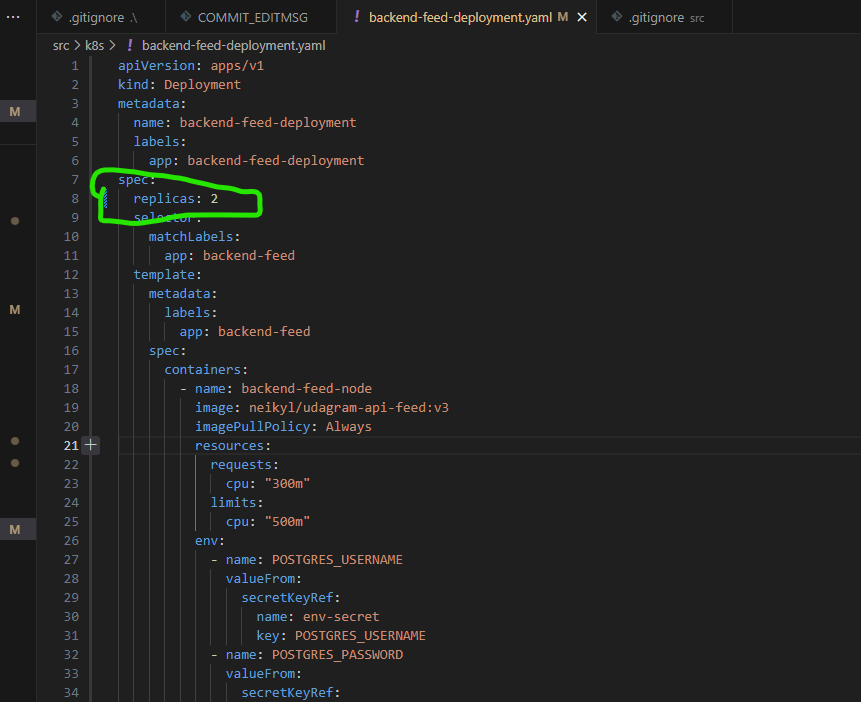 .gitignore .\
COMMIT_EDITMSG
! backend-feed-deployment.yaml M
.gitignore src
src > k8s > ! backend-feed-deployment.yaml
M
M
M
1 apiVersion: apps/v1
2 kind: Deployment
3 metadata:
4   name: backend-feed-deployment
5   labels:
6     app: backend-feed-deployment
7 spec:
8   replicas: 2
9   selector:
10     matchLabels:
11       app: backend-feed
12   template:
13     metadata:
14       labels:
15         app: backend-feed
16     spec:
17       containers:
18         - name: backend-feed-node
19           image: neikyl/udagram-api-feed:v3
20           imagePullPolicy: Always
21           resources:
22             requests:
23               cpu: "300m"
24             limits:
25               cpu: "500m"
26           env:
27             - name: POSTGRES_USERNAME
28               valueFrom:
29                 secretKeyRef:
30                   name: env-secret
31                   key: POSTGRES_USERNAME
32             - name: POSTGRES_PASSWORD
33               valueFrom:
34                 secretKeyRef: